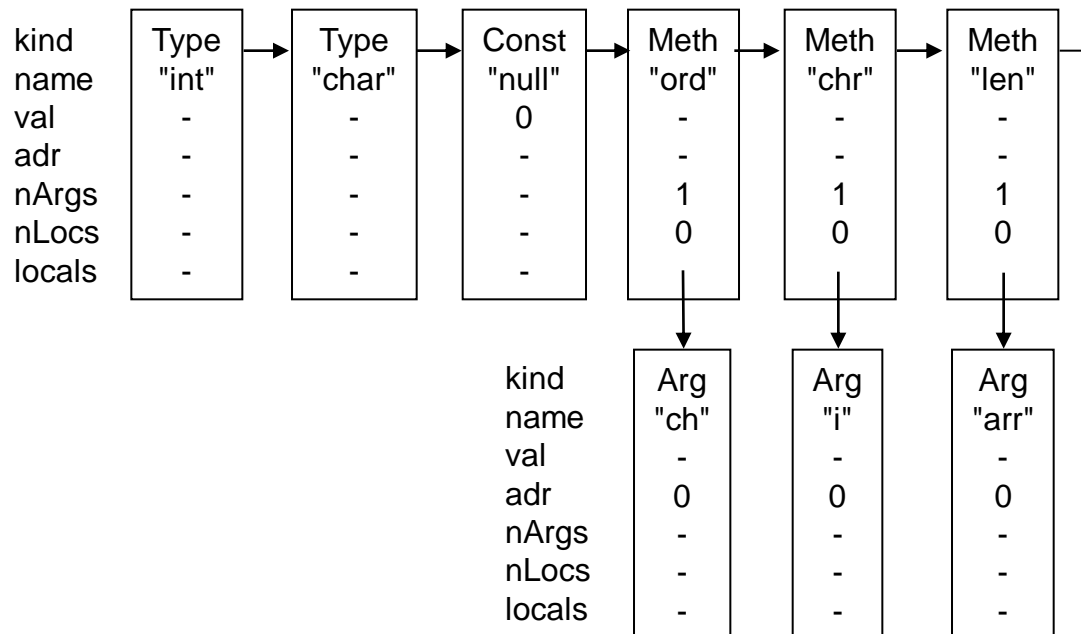 kind Type Type Const Meth Meth Meth
name "int" "char" "null" "ord" "chr" "len"
val - - 0 - - -
adr - - - - - -
nArgs - - - 1 1 1
nLocs - - - 0 0 0
locals - - -
kind Arg Arg Arg
name "ch" "i" "arr"
val - - -
adr 0 0 0
nArgs - - -
nLocs - - -
locals - - -